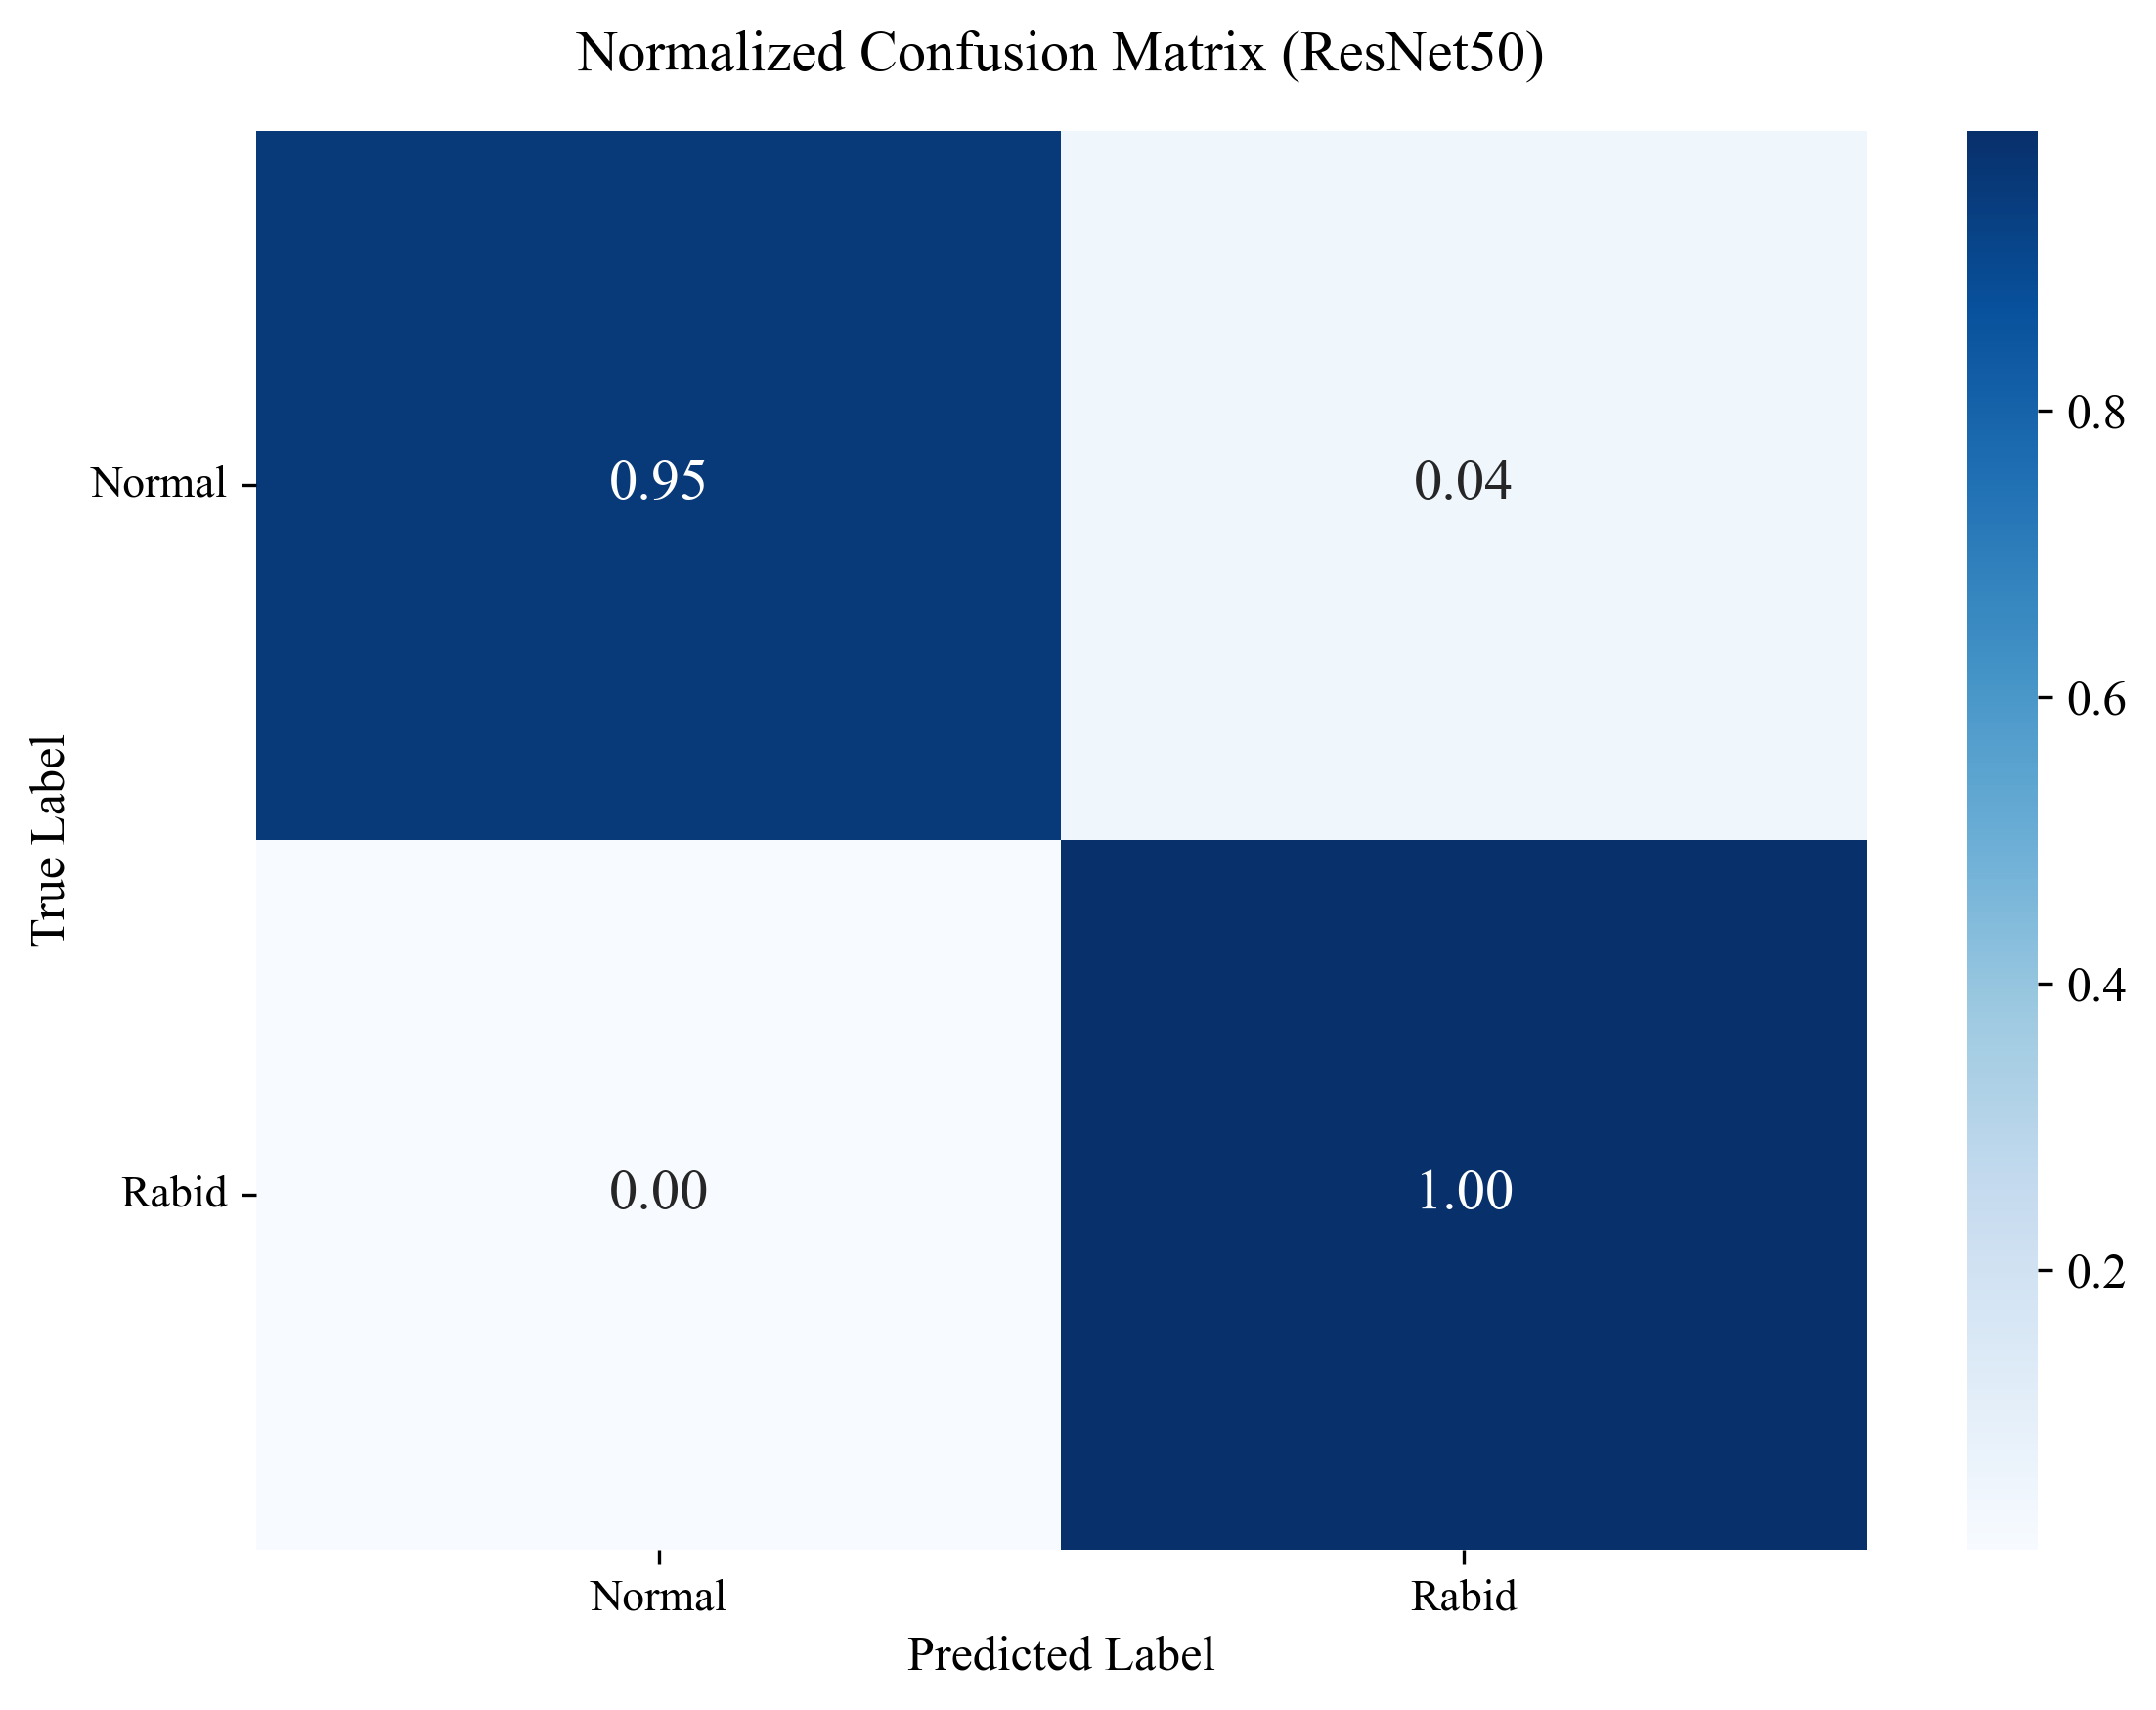 Normalized Confusion Matrix (ResNet50)
True Label
Normal
0.95
0.04
Rabid
0.00
1.00
Normal
Rabid
Predicted Label
0.8
0.6
0.4
0.2